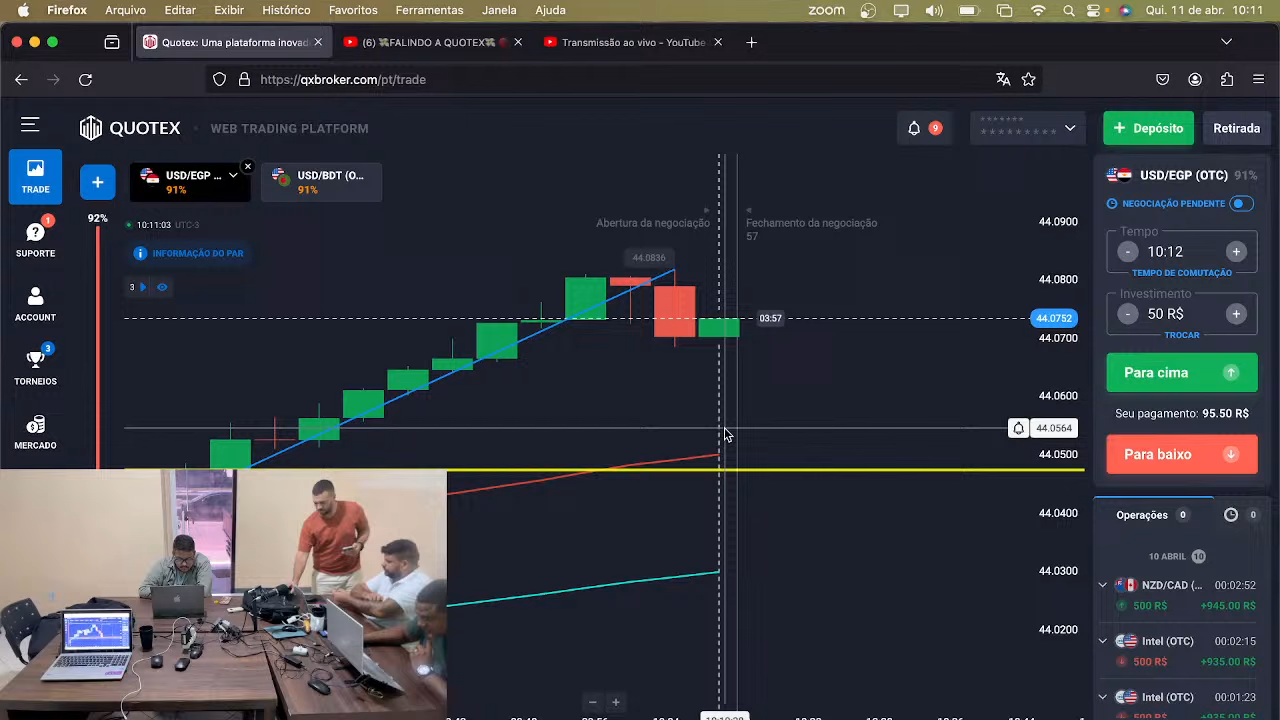 Firefox Arquivo Editar Exibir Histórico Favoritos Ferramentas Janela Ajuda zoom Qui. 11 de abr. 10:11
Quotex: Uma plataforma inovad (6) FALINDO A QUOTEX Transmissão ao vivo - YouTube
https://qxbroker.com/pt/trade
QUOTEX WEB TRADING PLATFORM 9 ******* ********* + Depósito Retirada
TRADE
SUPORTE
1
ACCOUNT
3
TORNEIOS
MERCADO
USD/EGP ...
91%
USD/BDT (O...
91%
92%
10:11:03 UTC-3
INFORMAÇÃO DO PAR
3
Abertura da negociação
Fechamento da negociação
57
44.0836
03:57
44.0900
44.0800
44.0752
44.0700
44.0600
44.0564
44.0500
44.0400
44.0300
44.0200
USD/EGP (OTC) 91%
NEGOCIAÇÃO PENDENTE
Tempo
- 10:12 +
TEMPO DE COMUTAÇÃO
Investimento
- 50 R$ +
TROCAR
Para cima
Seu pagamento: 95.50 R$
Para baixo
Operações 0 0
10 ABRIL 10
NZD/CAD (... 00:02:52
500 R$ +945.00 R$
Intel (OTC) 00:02:15
500 R$ +935.00 R$
Intel (OTC) 00:01:23